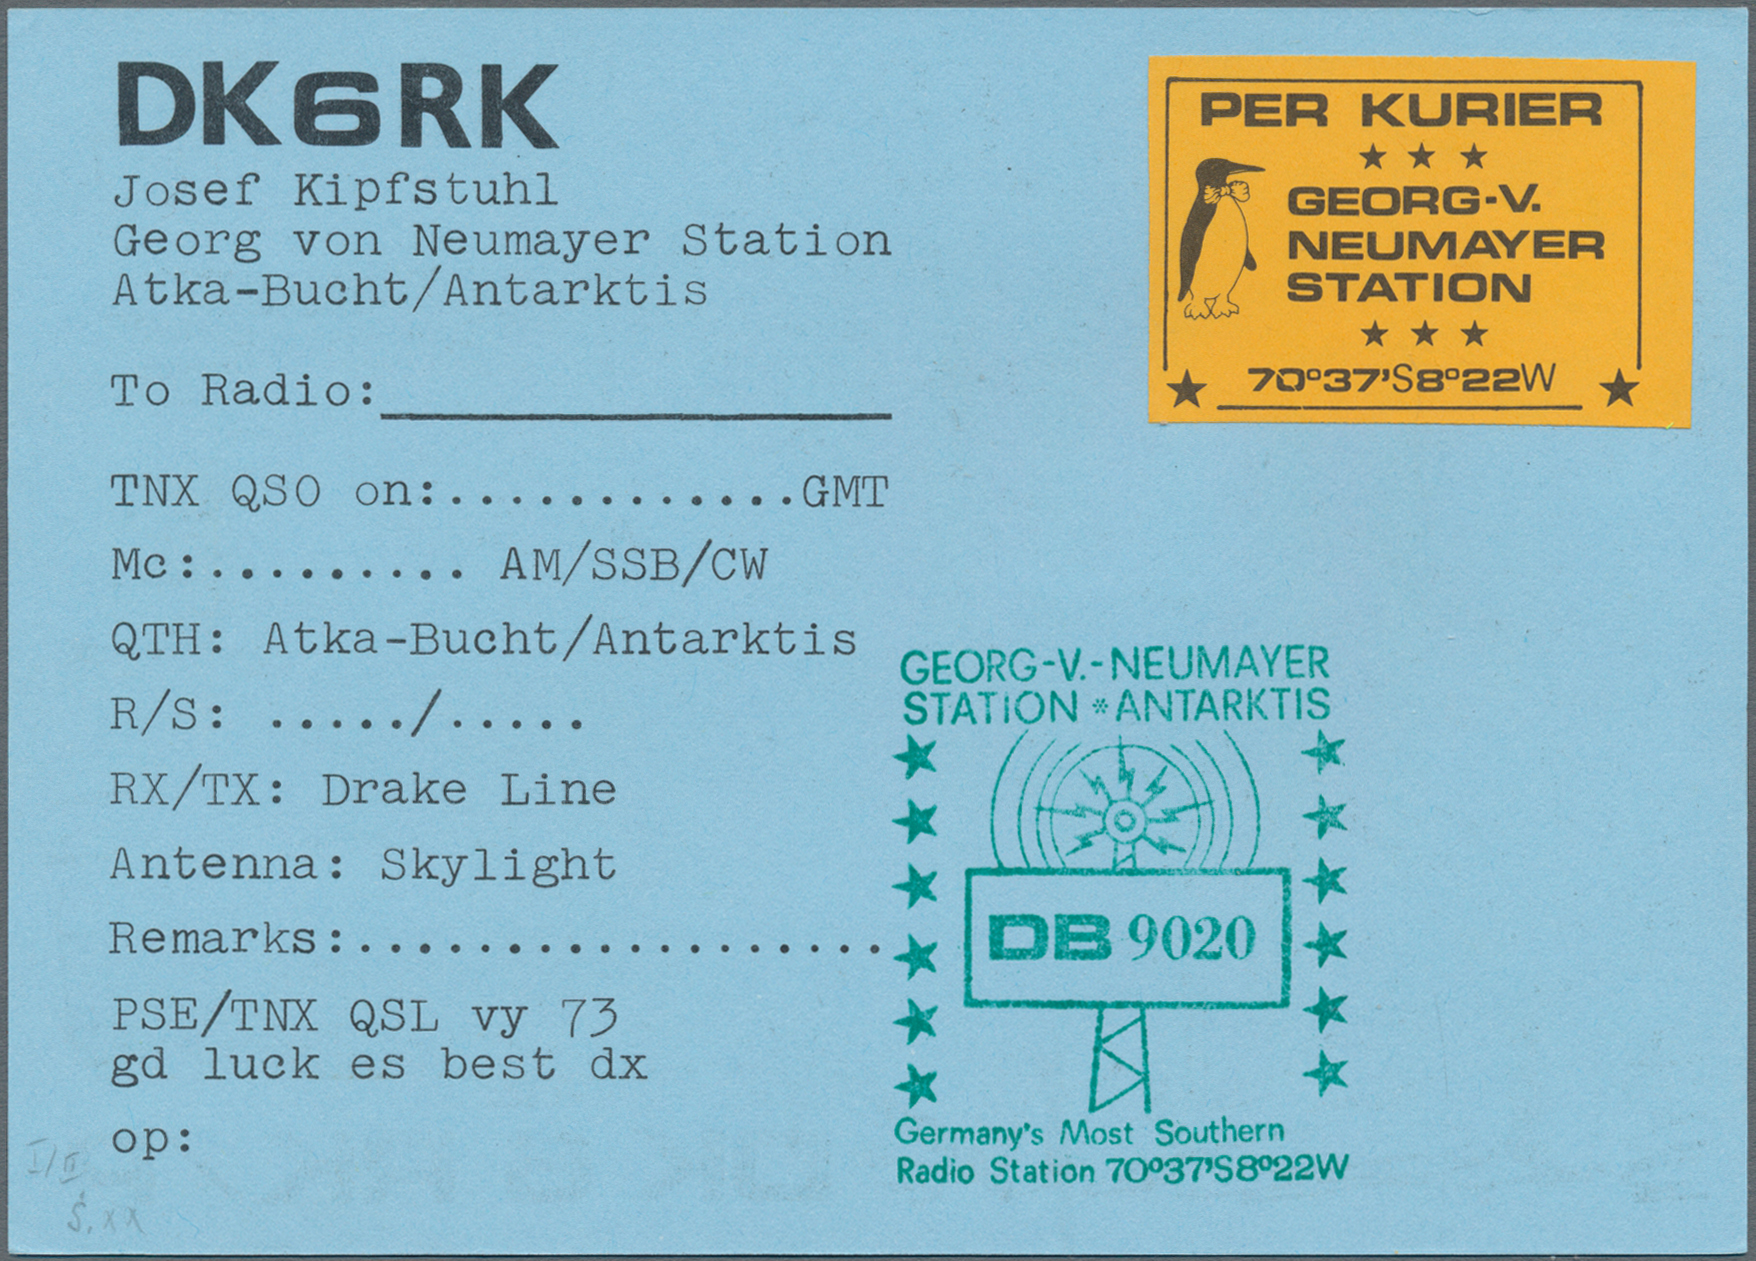 DK6RK
Josef Kipfstuhl
Georg von Neumayer Station
Atka-Bucht/Antarktis
To Radio:
TNX QSO on:.............GMT
Mc:......... AM/SSB/CW
QTH: Atka-Bucht/Antarktis
R/S: ...../.....
RX/TX: Drake Line
Antenna: Skylight
Remarks:..................
PSE/TNX QSL vy 73
gd luck es best dx
op:
I/II
S. XX
PER KURIER
★ ★ ★
GEORG-V.
NEUMAYER
STATION
★ ★ ★
70°37'S8°22W
GEORG-V.-NEUMAYER
STATION * ANTARKTIS
DB 9020
Germany's Most Southern
Radio Station 70°37'S8°22W